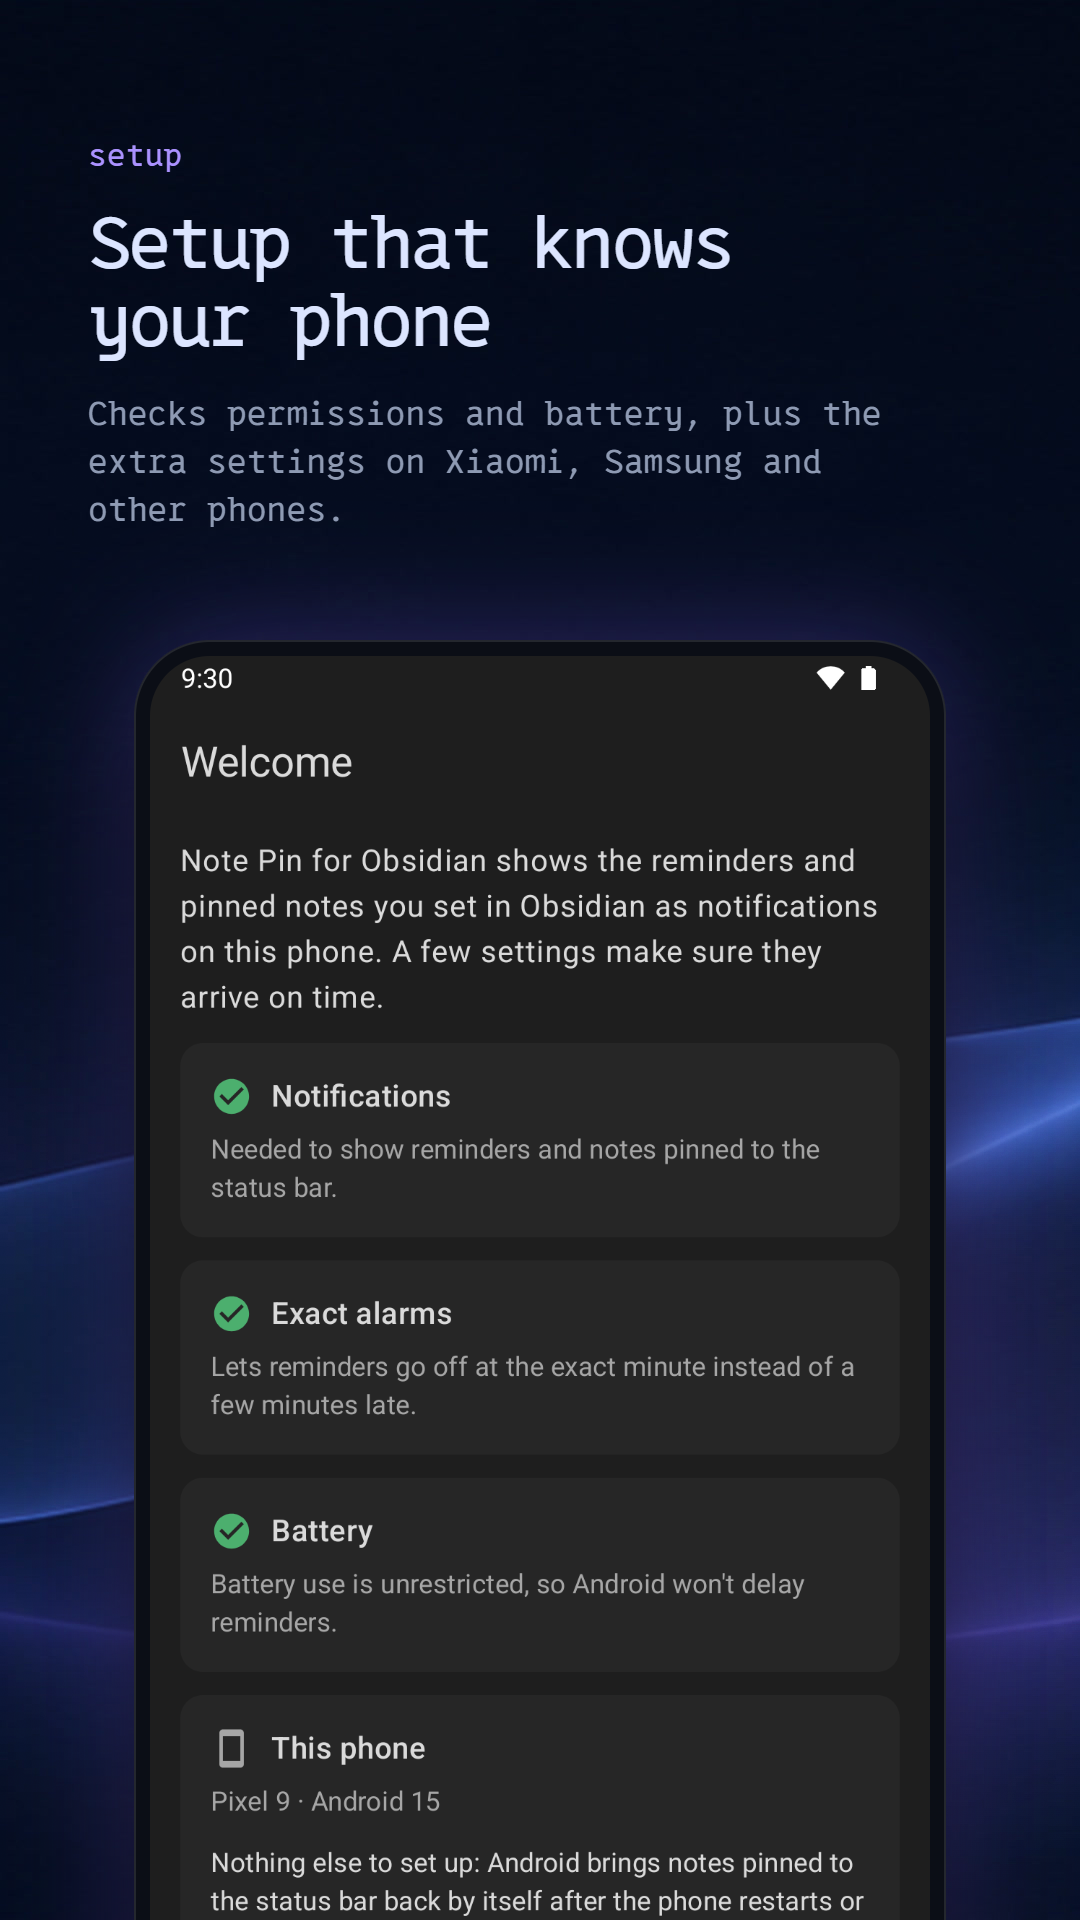 setup
Setup that knows
your phone
Checks permissions and battery, plus the
extra settings on Xiaomi, Samsung and
other phones.
9:30
Welcome
Note Pin for Obsidian shows the reminders and
pinned notes you set in Obsidian as notifications
on this phone. A few settings make sure they
arrive on time.
Notifications
Needed to show reminders and notes pinned to the
status bar.
Exact alarms
Lets reminders go off at the exact minute instead of a
few minutes late.
Battery
Battery use is unrestricted, so Android won't delay
reminders.
This phone
Pixel 9 · Android 15
Nothing else to set up: Android brings notes pinned to
the status bar back by itself after the phone restarts or